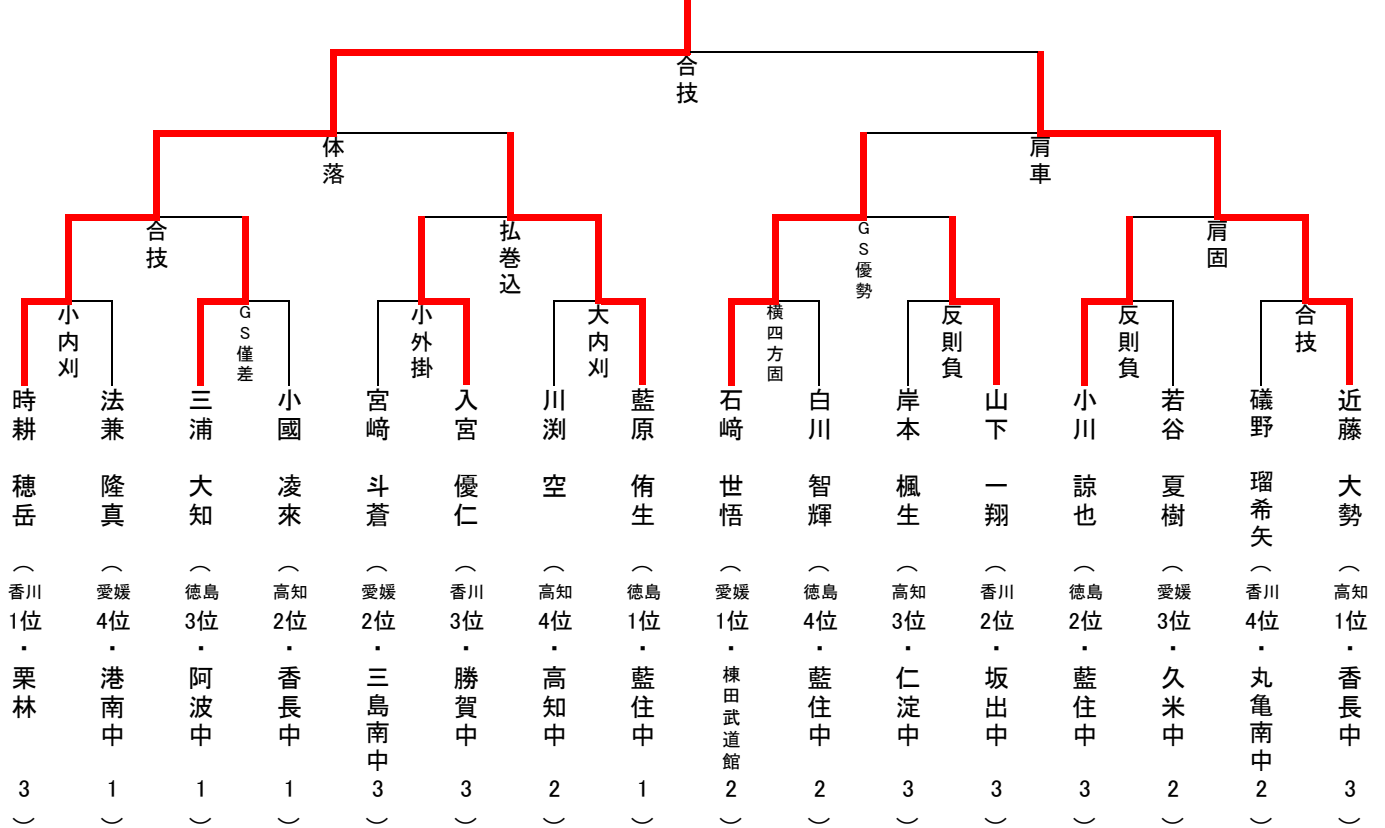 合技
体落
肩車
合技
払巻込
GS優勢
肩固
小内刈
GS僅差
小外掛
大内刈
横四方固
反則負
反則負
合技
時耕 穂岳 （香川1位・栗林 3）
法兼 隆真 （愛媛4位・港南中 1）
三浦 大知 （徳島3位・阿波中 1）
小國 凌來 （高知2位・香長中 1）
宮﨑 斗蒼 （愛媛2位・三島南中 3）
入宮 優仁 （香川3位・勝賀中 3）
川渕 空 （高知4位・高知中 2）
藍原 侑生 （徳島1位・藍住中 1）
石﨑 世悟 （愛媛1位・棟田武道館 2）
白川 智輝 （徳島4位・藍住中 2）
岸本 楓生 （高知3位・仁淀中 3）
山下 一翔 （香川2位・坂出中 3）
小川 諒也 （徳島2位・藍住中 3）
若谷 夏樹 （愛媛3位・久米中 2）
礒野 瑠希矢 （香川4位・丸亀南中 2）
近藤 大勢 （高知1位・香長中 3）